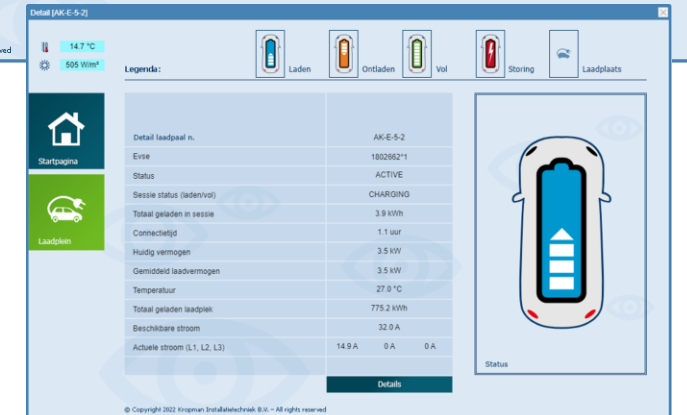 Detail [AK-E-5-2]
14.7 °C
505 W/m²
Legenda:
Laden
Ontladen
Vol
Storing
Laadplaats
Startpagina
Laadplein
Detail laadpaal n. AK-E-5-2
Evse 1802662*1
Status ACTIVE
Sessie status (laden/vol) CHARGING
Totaal geladen in sessie 3.9 kWh
Connectietijd 1.1 uur
Huidig vermogen 3.5 kW
Gemiddeld laadvermogen 3.5 kW
Temperatuur 27.0 °C
Totaal geladen laadplek 775.2 kWh
Beschikbare stroom 32.0 A
Actuele stroom (L1, L2, L3) 14.9 A 0 A 0 A
Status
Details
© Copyright 2022 Kropman Installatietechniek B.V. - All rights reserved